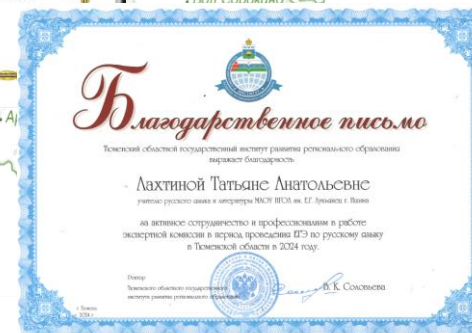 Благодарственное письмо
Тюменский областной государственный институт развития регионального образования
выражает благодарность
Лахтиной Татьяне Анатольевне
учителю русского языка и литературы МАОУ ИГОЛ им. Е.Г. Лукьянец г. Ишима
за активное сотрудничество и профессионализм в работе
экспертной комиссии в период проведения ЕГЭ по русскому языку
в Тюменской области в 2024 году.
Ректор
Тюменского областного государственного
института развития регионального образования
В. К. Соловьева
г. Тюмень
2024 г.